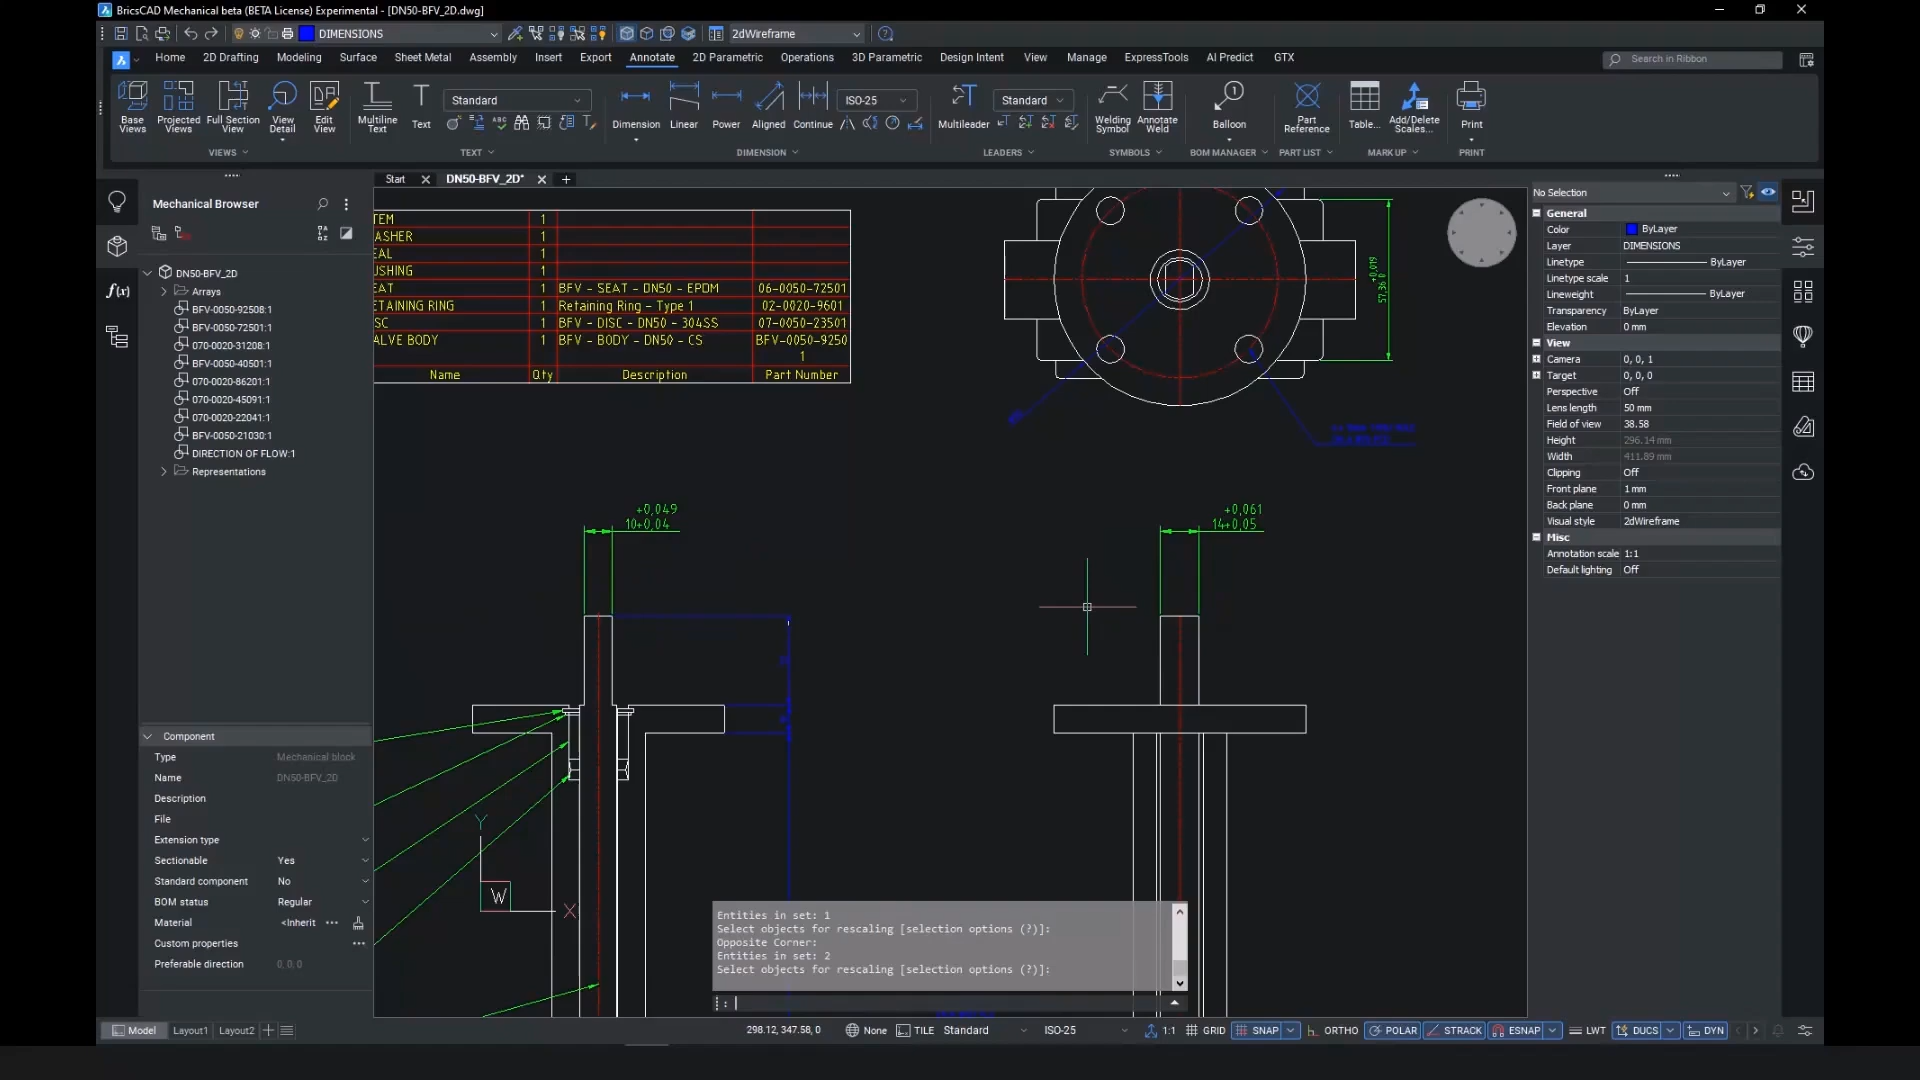 BricsCAD Mechanical beta (BETA License) Experimental - [DN50-BFV_2D.dwg]
DIMENSIONS
2dWireframe
Home 2D Drafting Modeling Surface Sheet Metal Assembly Insert Export Annotate 2D Parametric Operations 3D Parametric Design Intent View Manage ExpressTools AI Predict GTX
Search in Ribbon
Base Views
Projected Views
Full Section View
View Detail
Edit View
Multiline Text
Text
Standard
Dimension
Linear
Power
Aligned
Continue
ISO-25
Multileader
Standard
Welding Symbol
Annotate Weld
Balloon
Part Reference
Table...
Add/Delete Scales...
Print
VIEWS TEXT DIMENSION LEADERS SYMBOLS BOM MANAGER PART LIST MARK UP PRINT
Start DN50-BFV_2D*
Mechanical Browser
DN50-BFV_2D
Arrays
BFV-0050-92508:1
BFV-0050-72501:1
070-0020-31208:1
BFV-0050-40501:1
070-0020-86201:1
070-0020-45091:1
070-0020-22041:1
BFV-0050-21030:1
DIRECTION OF FLOW:1
Representations
Component
Type Mechanical block
Name DN50-BFV_2D
Description
File
Extension type
Sectionable Yes
Standard component No
BOM status Regular
Material <Inherit
Custom properties
Preferable direction 0, 0, 0
TEM 1
ASHER 1
EAL 1
USHING 1
EAT 1 BFV - SEAT - DN50 - EPDM 06-0050-72501
ETAINING RING 1 Retaining Ring - Type 1 02-0020-9601
SC 1 BFV - DISC - DN50 - 304SS 07-0050-23501
ALVE BODY 1 BFV - BODY - DN50 - CS BFV-0050-9250
1
Name Qty Description Part Number
+0,019
57,36 0
+0,049
10+0,04
+0,061
14+0,05
Y
W
X
Entities in set: 1
Select objects for rescaling [selection options (?)]:
Opposite Corner:
Entities in set: 2
Select objects for rescaling [selection options (?)]:
:
No Selection
General
Color ByLayer
Layer DIMENSIONS
Linetype ByLayer
Linetype scale 1
Lineweight ByLayer
Transparency ByLayer
Elevation 0 mm
View
Camera 0, 0, 1
Target 0, 0, 0
Perspective Off
Lens length 50 mm
Field of view 38.58
Height 296.14 mm
Width 411.89 mm
Clipping Off
Front plane 1 mm
Back plane 0 mm
Visual style 2dWireframe
Misc
Annotation scale 1:1
Default lighting Off
Model Layout1 Layout2
298.12, 347.58, 0 None TILE Standard ISO-25 1:1 GRID SNAP ORTHO POLAR STRACK ESNAP LWT DUCS DYN